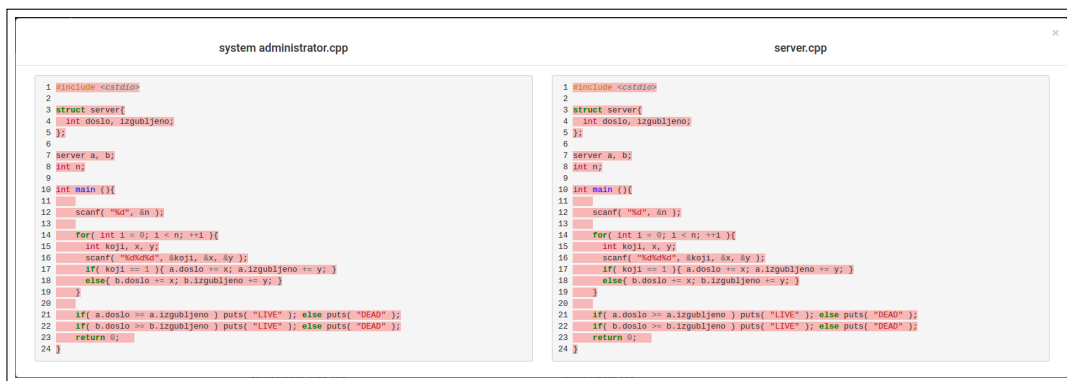 ×
system administrator.cpp
1 #include <cstdio>
2
3 struct server{
4   int doslo, izgubljeno;
5 };
6
7 server a, b;
8 int n;
9
10 int main (){
11
12     scanf( "%d", &n );
13
14     for( int i = 0; i < n; ++i ){
15       int koji, x, y;
16       scanf( "%d%d%d", &koji, &x, &y );
17       if( koji == 1 ){ a.doslo += x; a.izgubljeno += y; }
18       else{ b.doslo += x; b.izgubljeno += y; }
19     }
20
21     if( a.doslo >= a.izgubljeno ) puts( "LIVE" ); else puts( "DEAD" );
22     if( b.doslo >= b.izgubljeno ) puts( "LIVE" ); else puts( "DEAD" );
23     return 0;
24 }
server.cpp
1 #include <cstdio>
2
3 struct server{
4   int doslo, izgubljeno;
5 };
6
7 server a, b;
8 int n;
9
10 int main (){
11
12     scanf( "%d", &n );
13
14     for( int i = 0; i < n; ++i ){
15       int koji, x, y;
16       scanf( "%d%d%d", &koji, &x, &y );
17       if( koji == 1 ){ a.doslo += x; a.izgubljeno += y; }
18       else{ b.doslo += x; b.izgubljeno += y; }
19     }
20
21     if( a.doslo >= a.izgubljeno ) puts( "LIVE" ); else puts( "DEAD" );
22     if( b.doslo >= b.izgubljeno ) puts( "LIVE" ); else puts( "DEAD" );
23     return 0;
24 }